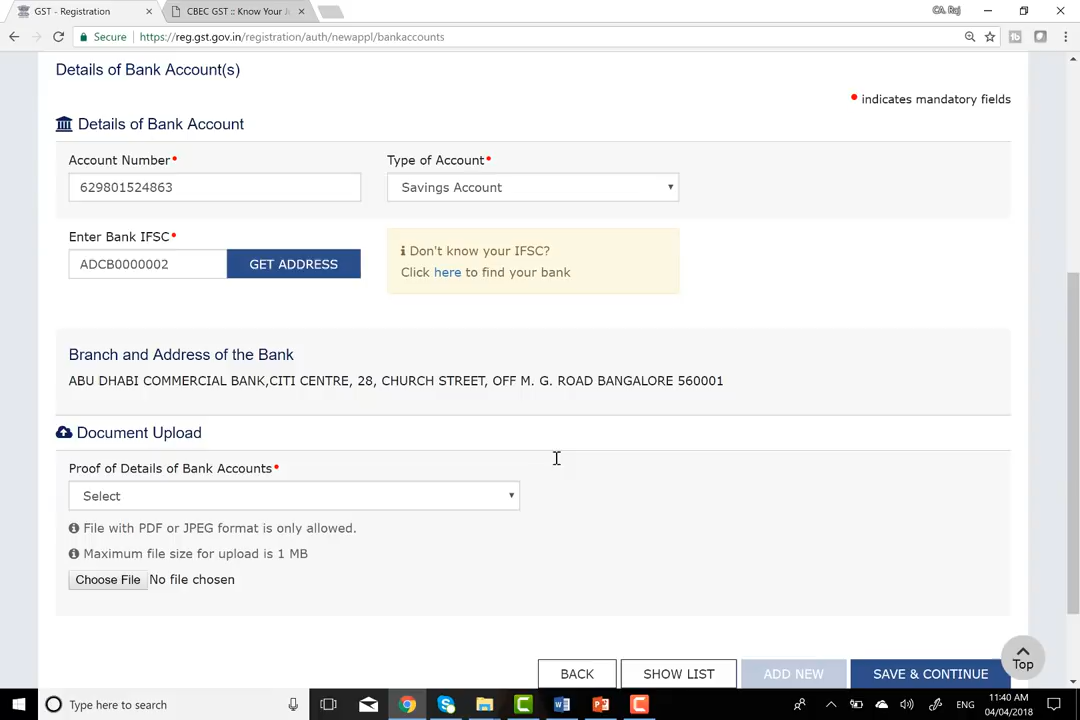 GST - Registration
CBEC GST :: Know Your
CA. Raj
Secure
https://reg.gst.gov.in/registration/auth/newappl/bankaccounts
Details of Bank Account(s)
• indicates mandatory fields
Details of Bank Account
Account Number•
Type of Account•
629801524863
Savings Account
Enter Bank IFSC•
ADCB0000002
GET ADDRESS
Don't know your IFSC?
Click here to find your bank
Branch and Address of the Bank
ABU DHABI COMMERCIAL BANK,CITI CENTRE, 28, CHURCH STREET, OFF M. G. ROAD BANGALORE 560001
Document Upload
Proof of Details of Bank Accounts•
Select
File with PDF or JPEG format is only allowed.
Maximum file size for upload is 1 MB
Choose File No file chosen
BACK
SHOW LIST
ADD NEW
SAVE & CONTINUE
Top
Type here to search
ENG
11:40 AM
04/04/2018